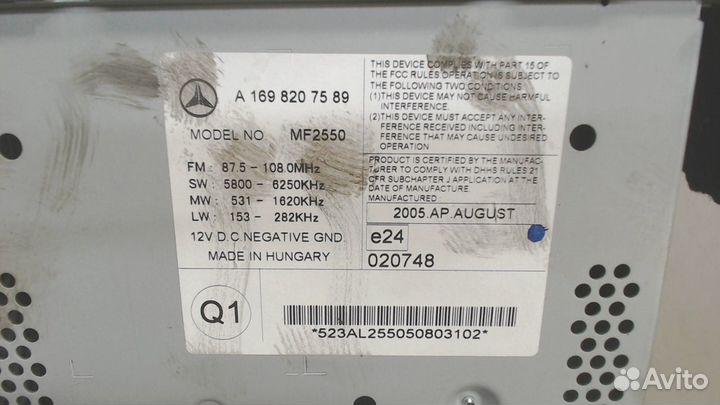 A 169 820 75 89
MODEL NO MF2550
FM : 87.5 - 108.0MHz
SW : 5800 - 6250KHz
MW : 531 - 1620KHz
LW : 153 - 282KHz
12V D.C.NEGATIVE GND.
MADE IN HUNGARY
THIS DEVICE COMPLIES WITH PART 15 OF
THE FCC RULES OPERATION IS SUBJECT TO
THE FOLLOWING TWO CONDITIONS
(1)THIS DEVICE MAY NOT CAUSE HARMFUL
INTERFERENCE.
(2)THIS DEVICE MUST ACCEPT ANY INTER-
FERENCE RECEIVED INCLUDING INTER-
FERENCE THAT MAY CAUSE UNDESIRED
OPERATION
PRODUCT IS CERTIFIED BY THE MANUFAC-
TURER TO COMPLY WITH DHHS RULES 21
CFR SUBCHAPTER J APPLICATION AT THE
DATE OF MANUFACTURE.
MANUFACTURED :
2005.AP.AUGUST
e24
020748
Q1
*523AL255050803102*
Avito